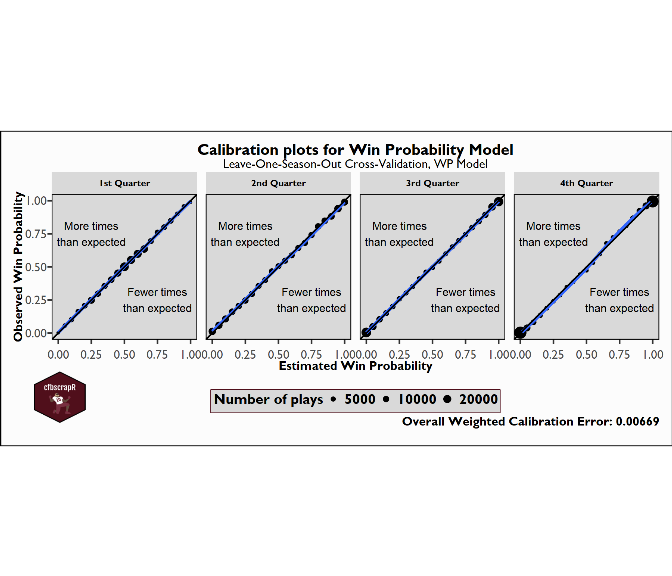 Calibration plots for Win Probability Model
Leave-One-Season-Out Cross-Validation, WP Model
1st Quarter
2nd Quarter
3rd Quarter
4th Quarter
Observed Win Probability
1.00
0.75
0.50
0.25
0.00
More times
than expected
Fewer times
than expected
More times
than expected
Fewer times
than expected
More times
than expected
Fewer times
than expected
More times
than expected
Fewer times
than expected
0.00 0.25 0.50 0.75 1.00
0.00 0.25 0.50 0.75 1.00
0.00 0.25 0.50 0.75 1.00
0.00 0.25 0.50 0.75 1.00
Estimated Win Probability
cfbscrapR
Number of plays 5000 10000 20000
Overall Weighted Calibration Error: 0.00669